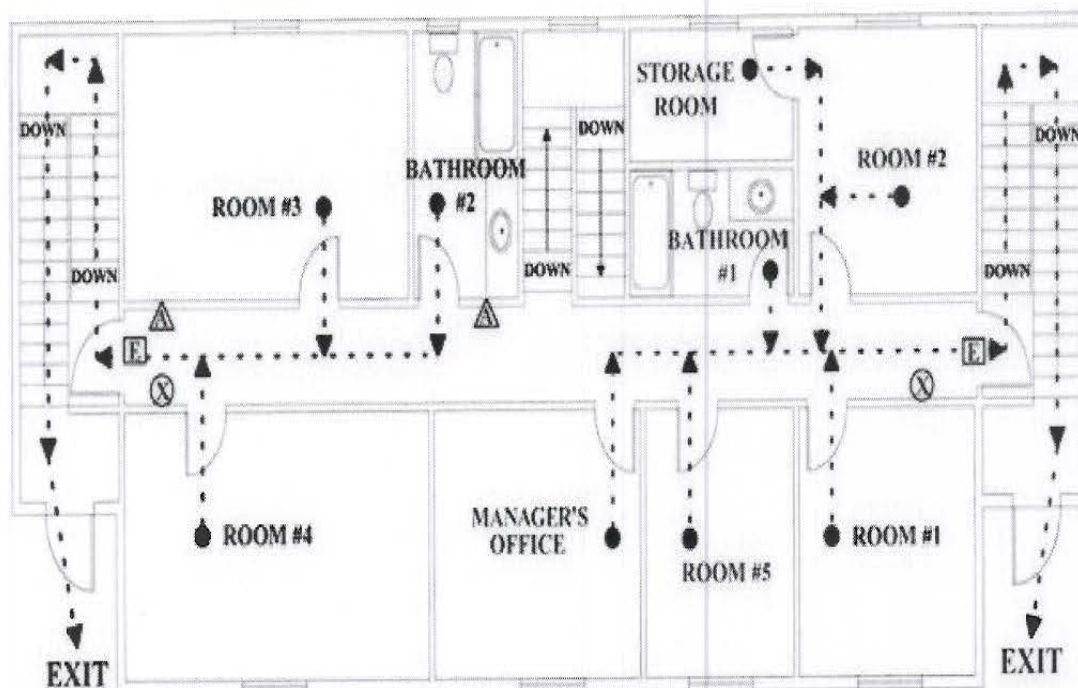 STORAGE
ROOM
DOWN
DOWN
DOWN
ROOM #2
BATHROOM
#2
ROOM #3
BATHROOM
#1
DOWN
DOWN
DOWN
A
A
E
E
X
X
MANAGER'S
OFFICE
ROOM #4
ROOM #1
ROOM #5
EXIT
EXIT